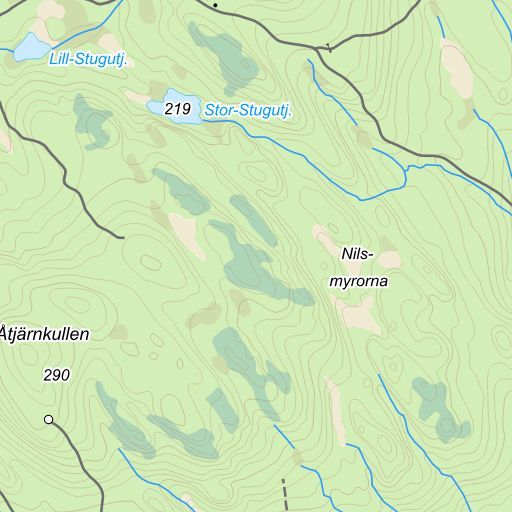 Lill-Stugutj.
219
Stor-Stugutj.
Nils-
myrorna
Åtjärnkullen
290